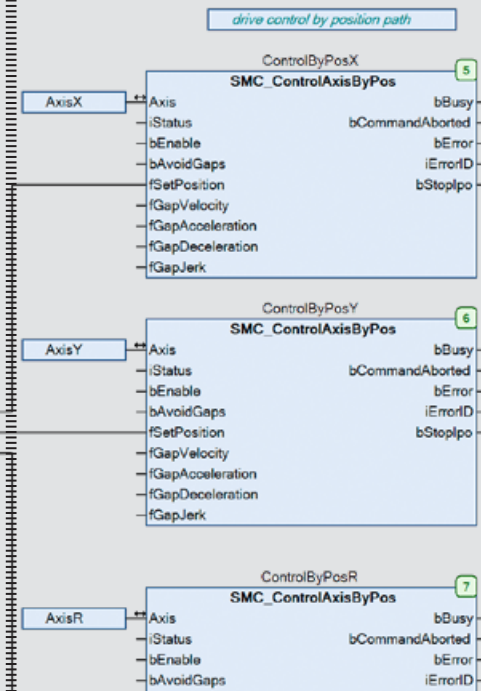 drive control by position path
ControlByPosX
5
SMC_ControlAxisByPos
AxisX
Axis
bBusy
iStatus
bCommandAborted
bEnable
bError
bAvoidGaps
iErrorID
fSetPosition
bStopIpo
fGapVelocity
fGapAcceleration
fGapDeceleration
fGapJerk
ControlByPosY
6
SMC_ControlAxisByPos
AxisY
Axis
bBusy
iStatus
bCommandAborted
bEnable
bError
bAvoidGaps
iErrorID
fSetPosition
bStopIpo
fGapVelocity
fGapAcceleration
fGapDeceleration
fGapJerk
ControlByPosR
7
SMC_ControlAxisByPos
AxisR
Axis
bBusy
iStatus
bCommandAborted
bEnable
bError
bAvoidGaps
iErrorID